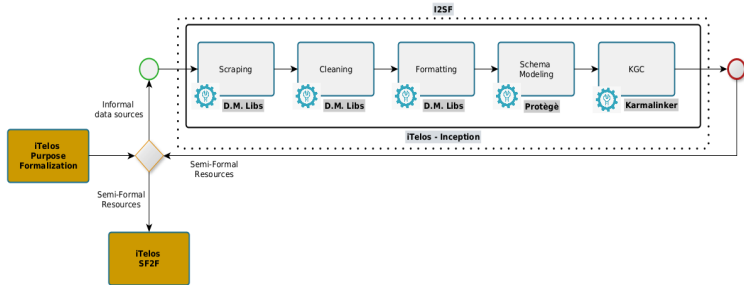 I2SF
Scraping
Cleaning
Formatting
Schema
Modeling
KGC
D.M. Libs
D.M. Libs
D.M. Libs
Protègè
Karmalinker
iTelos - Inception
Informal
data sources
iTelos
Purpose
Formalization
Semi-Formal
Resources
Semi-Formal
Resources
iTelos
SF2F